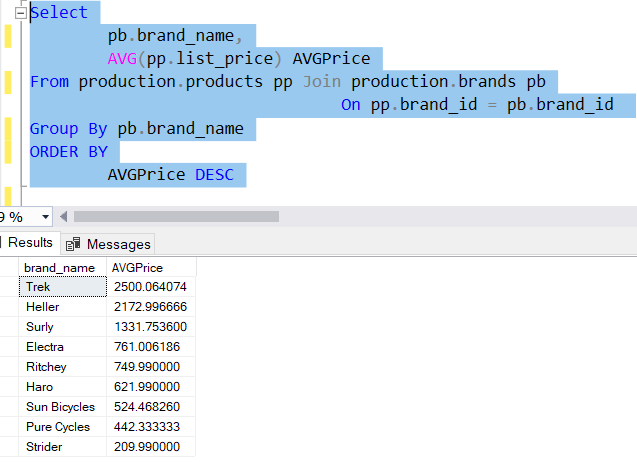 Select
pb.brand_name,
AVG(pp.list_price) AVGPrice
From production.products pp Join production.brands pb
On pp.brand_id = pb.brand_id
Group By pb.brand_name
ORDER BY
AVGPrice DESC
9 %
Results Messages
brand_name AVGPrice
Trek 2500.064074
Heller 2172.996666
Surly 1331.753600
Electra 761.006186
Ritchey 749.990000
Haro 621.990000
Sun Bicycles 524.468260
Pure Cycles 442.333333
Strider 209.990000